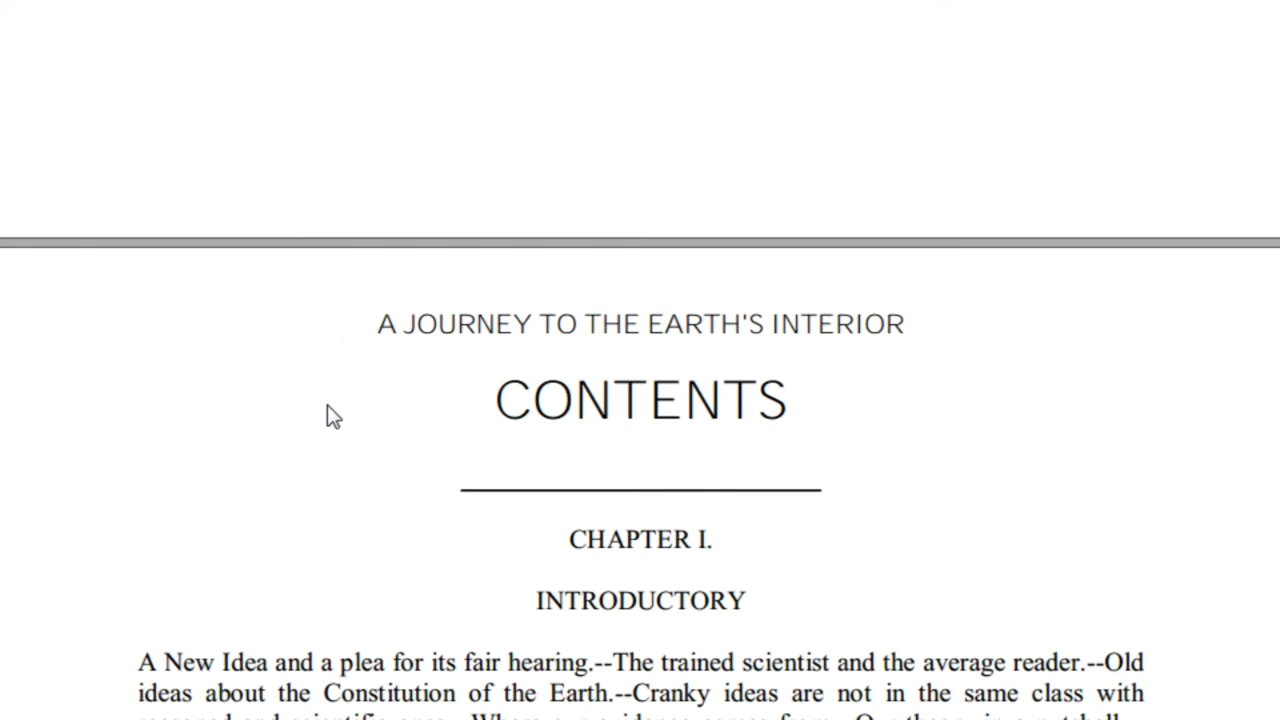 A JOURNEY TO THE EARTH'S INTERIOR
CONTENTS
CHAPTER I.
INTRODUCTORY
A New Idea and a plea for its fair hearing.--The trained scientist and the average reader.--Old
ideas about the Constitution of the Earth.--Cranky ideas are not in the same class with